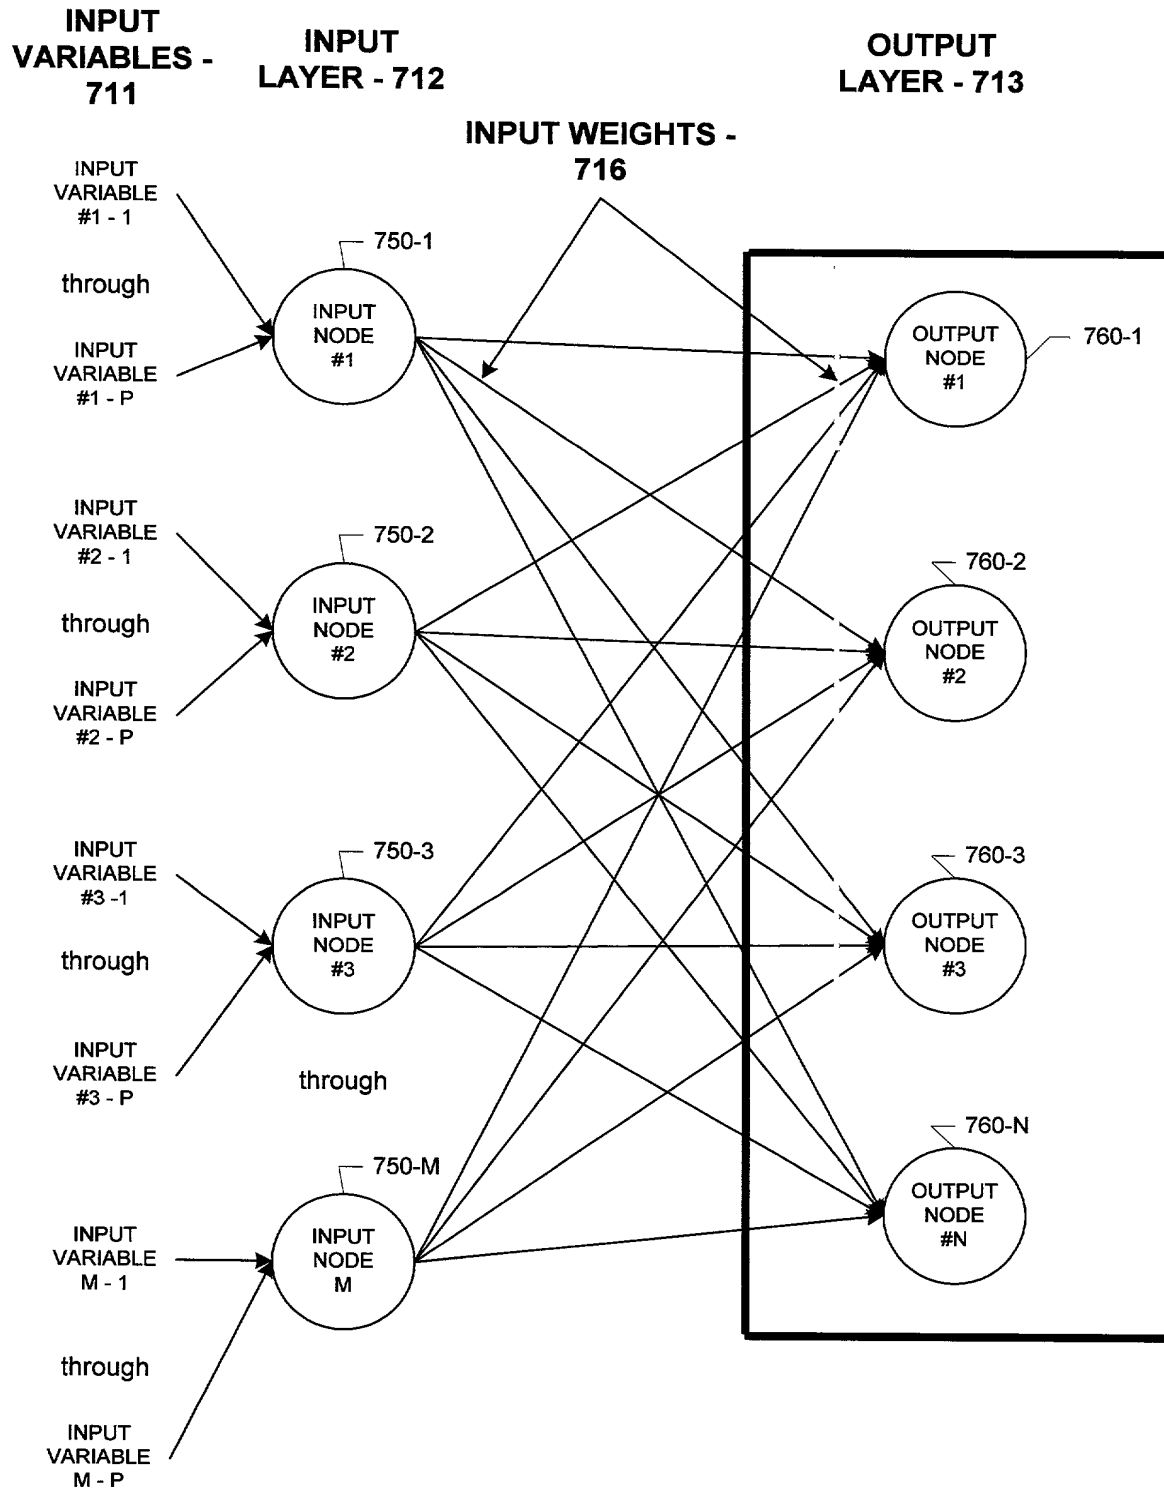 INPUT
VARIABLES -
711
INPUT
LAYER - 712
OUTPUT
LAYER - 713
INPUT WEIGHTS -
716
INPUT
VARIABLE
#1 - 1
through
INPUT
VARIABLE
#1 - P
750-1
INPUT
NODE
#1
OUTPUT
NODE
#1
760-1
INPUT
VARIABLE
#2 - 1
through
INPUT
VARIABLE
#2 - P
750-2
INPUT
NODE
#2
760-2
OUTPUT
NODE
#2
INPUT
VARIABLE
#3 -1
through
INPUT
VARIABLE
#3 - P
750-3
INPUT
NODE
#3
760-3
OUTPUT
NODE
#3
through
750-M
INPUT
NODE
M
760-N
OUTPUT
NODE
#N
INPUT
VARIABLE
M - 1
through
INPUT
VARIABLE
M - P